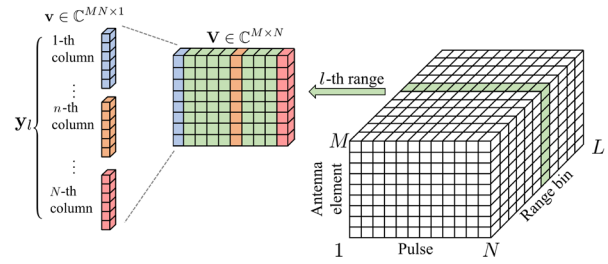 v ∈ ℂ^{MN×1}
1-th
column
⋮
n-th
column
⋮
N-th
column
y_l
V ∈ ℂ^{M×N}
l-th range
M
Antenna
element
1
Pulse
N
Range bin
L